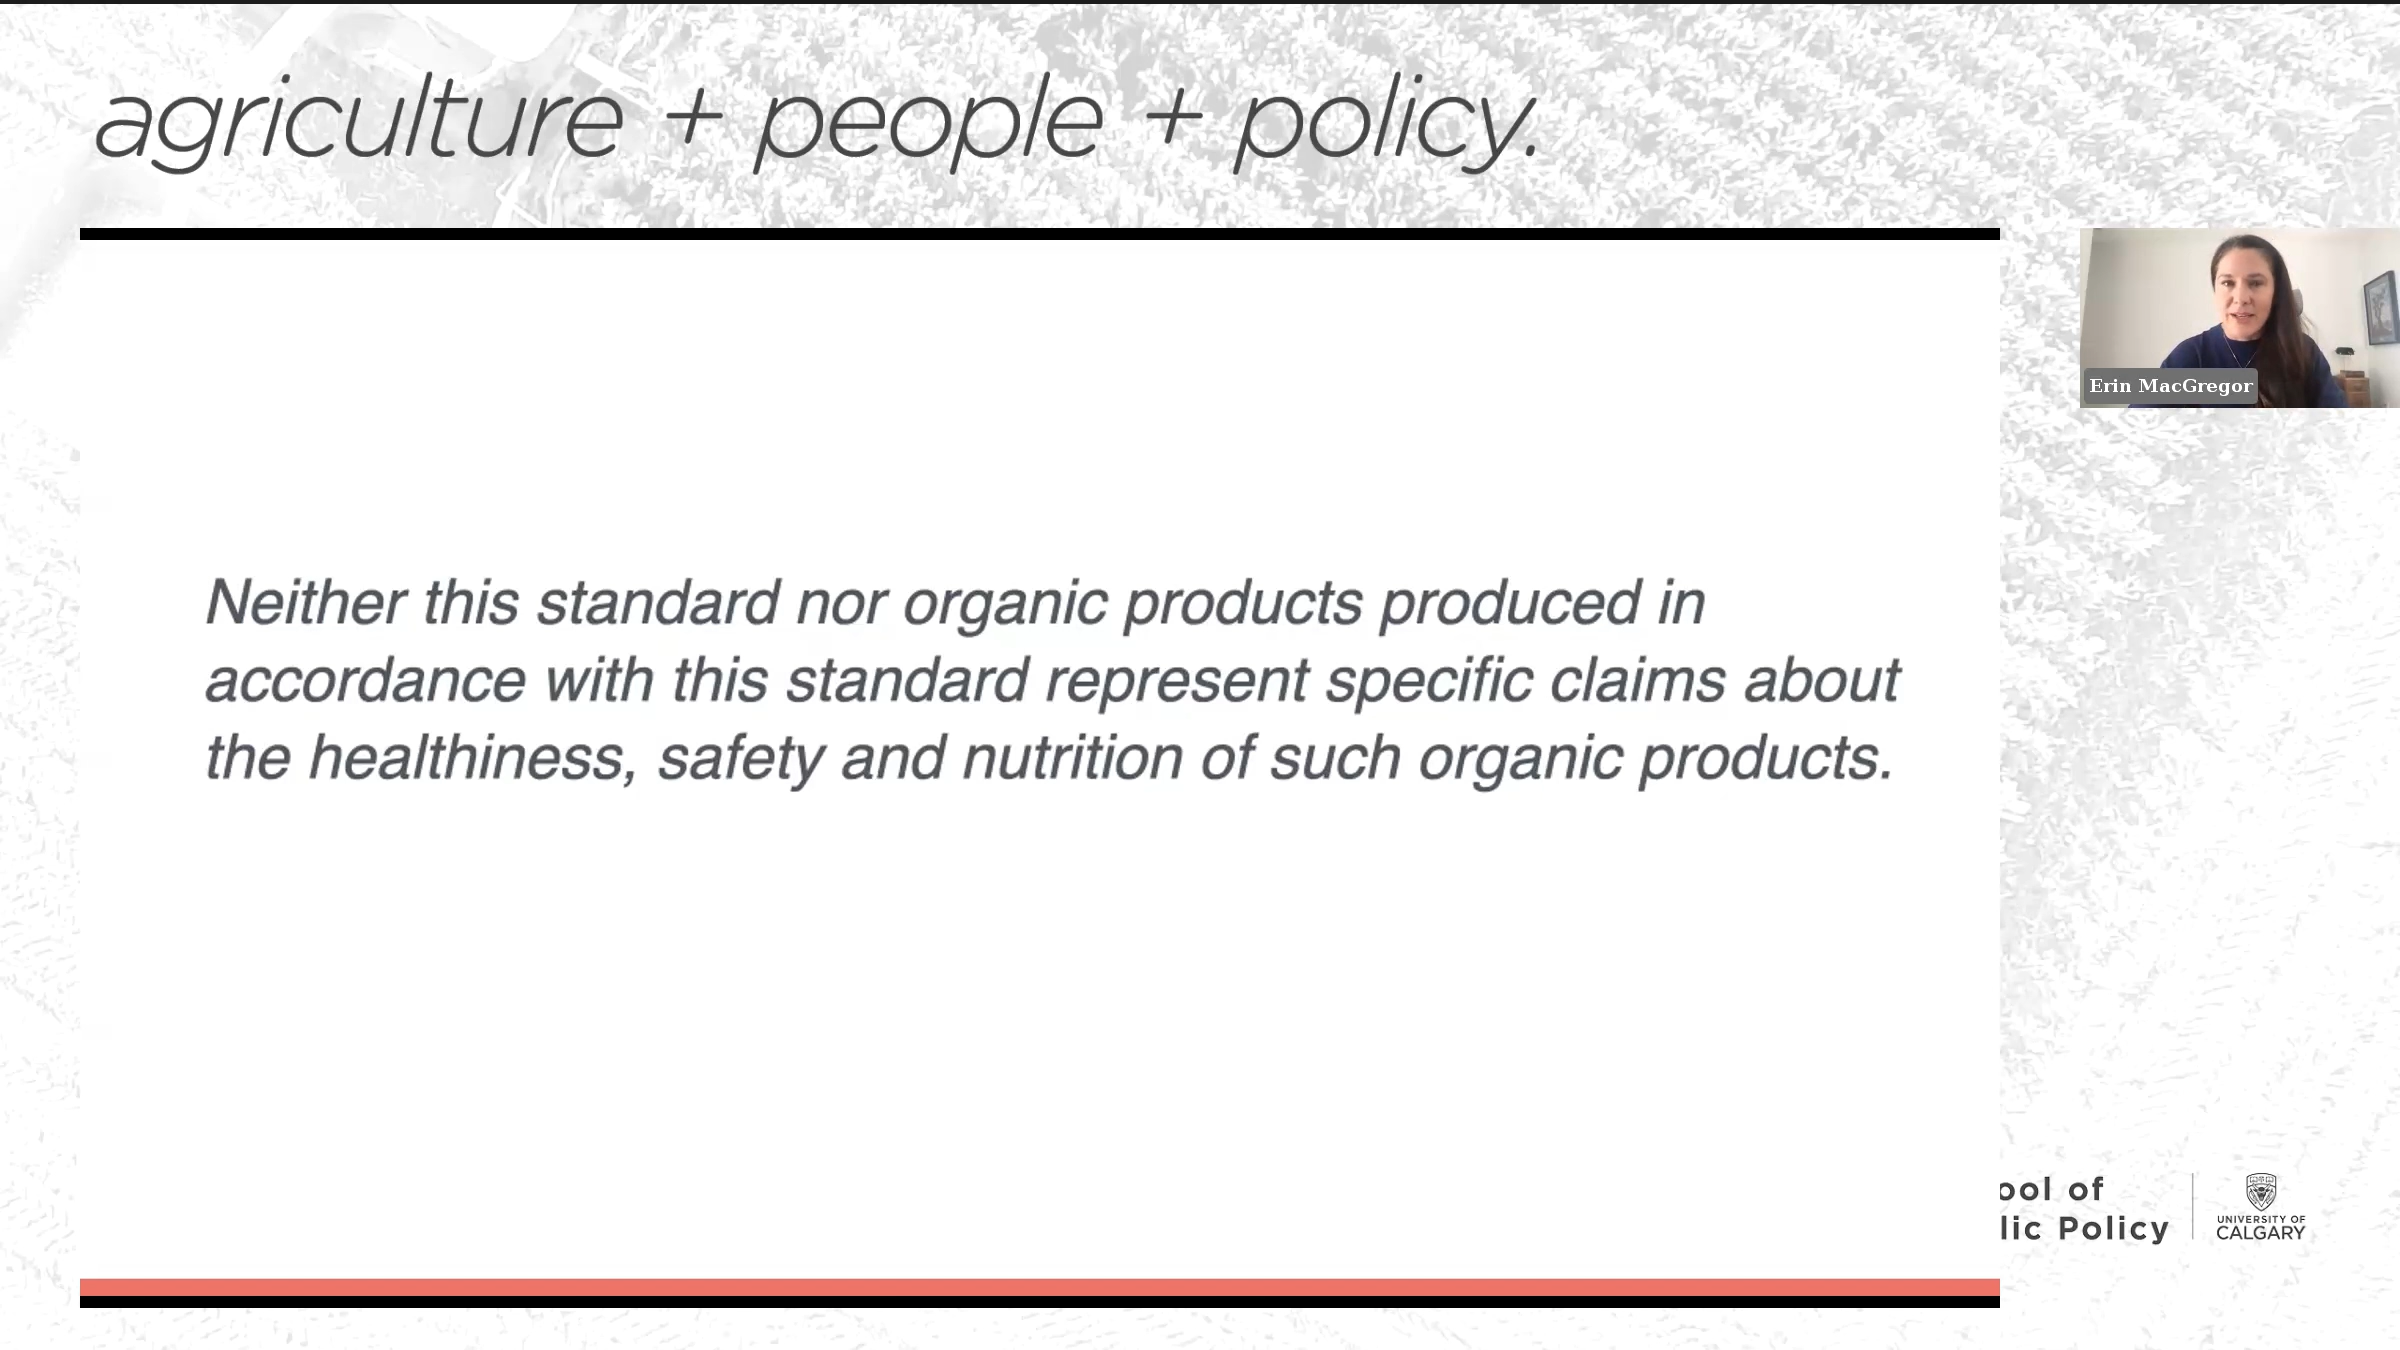 agriculture + people + policy.
Erin MacGregor
Neither this standard nor organic products produced in
accordance with this standard represent specific claims about
the healthiness, safety and nutrition of such organic products.
ool of
lic Policy
UNIVERSITY OF
CALGARY